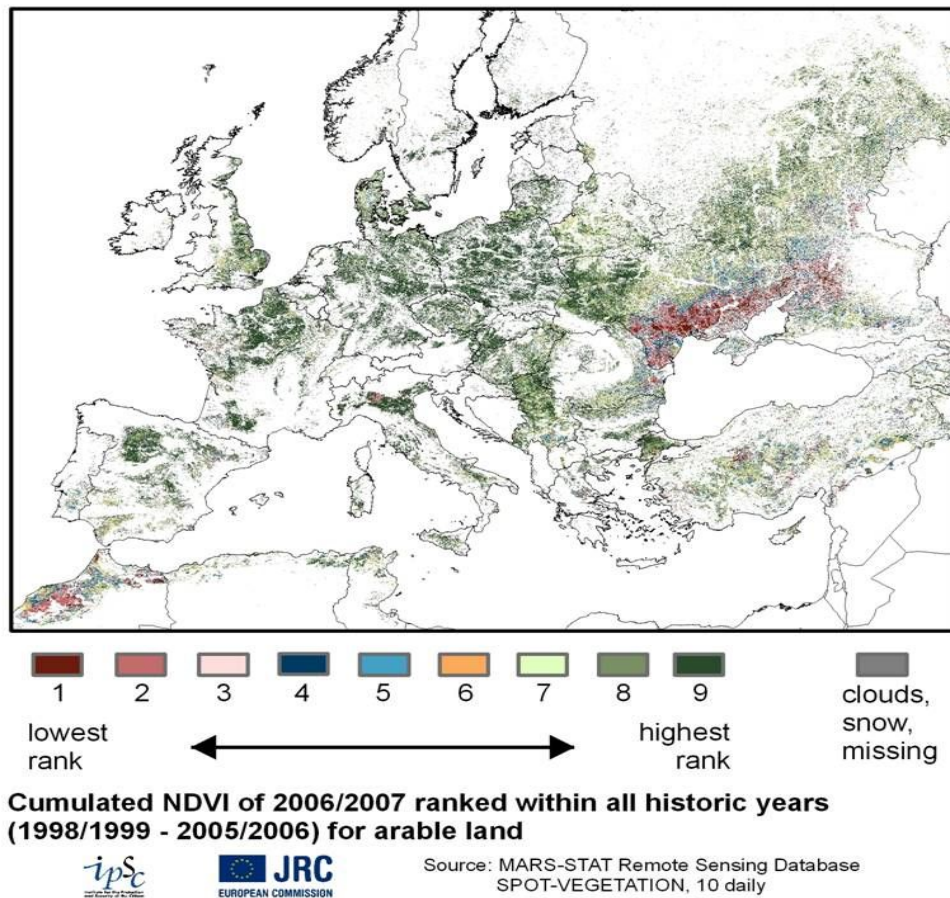 1 2 3 4 5 6 7 8 9
lowest rank
highest rank
clouds, snow, missing
Cumulated NDVI of 2006/2007 ranked within all historic years
(1998/1999 - 2005/2006) for arable land
ipSc
JRC
EUROPEAN COMMISSION
Source: MARS-STAT Remote Sensing Database
SPOT-VEGETATION, 10 daily